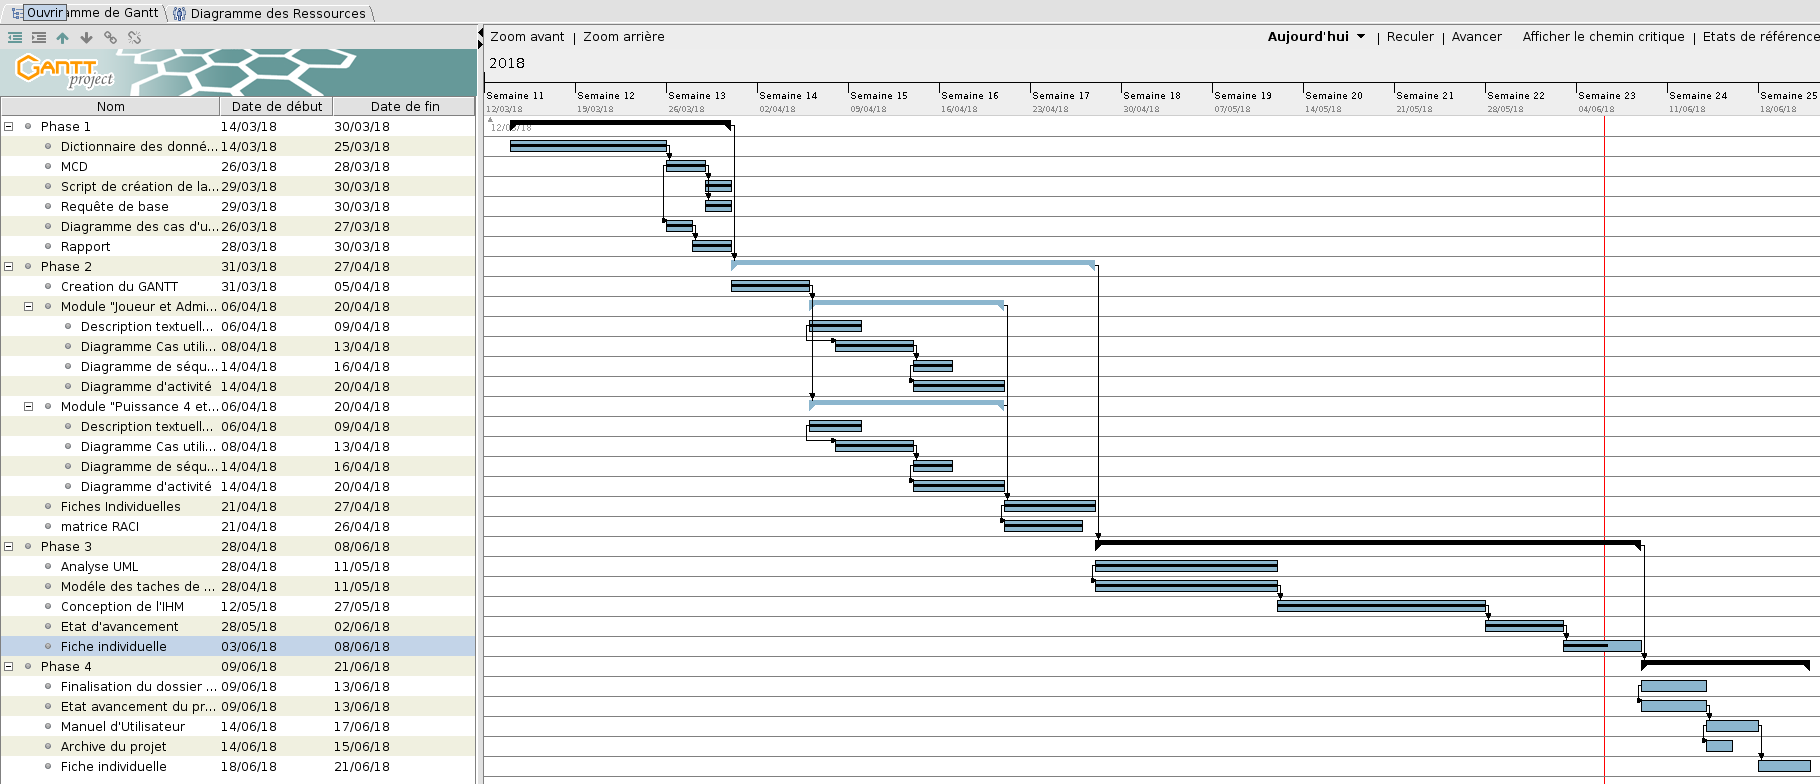 Ouvrir amme de Gantt Diagramme des Ressources
Zoom avant | Zoom arrière Aujourd'hui | Reculer | Avancer Afficher le chemin critique | Etats de référence
GANTT project
2018
Semaine 11 Semaine 12 Semaine 13 Semaine 14 Semaine 15 Semaine 16 Semaine 17 Semaine 18 Semaine 19 Semaine 20 Semaine 21 Semaine 22 Semaine 23 Semaine 24 Semaine 25
12/03/18 19/03/18 26/03/18 02/04/18 09/04/18 16/04/18 23/04/18 30/04/18 07/05/18 14/05/18 21/05/18 28/05/18 04/06/18 11/06/18 18/06/18
Nom Date de début Date de fin
Phase 1 14/03/18 30/03/18
Dictionnaire des donné... 14/03/18 25/03/18
MCD 26/03/18 28/03/18
Script de création de la... 29/03/18 30/03/18
Requête de base 29/03/18 30/03/18
Diagramme des cas d'u... 26/03/18 27/03/18
Rapport 28/03/18 30/03/18
Phase 2 31/03/18 27/04/18
Creation du GANTT 31/03/18 05/04/18
Module "Joueur et Admi... 06/04/18 20/04/18
Description textuell... 06/04/18 09/04/18
Diagramme Cas utili... 08/04/18 13/04/18
Diagramme de séqu... 14/04/18 16/04/18
Diagramme d'activité 14/04/18 20/04/18
Module "Puissance 4 et... 06/04/18 20/04/18
Description textuell... 06/04/18 09/04/18
Diagramme Cas utili... 08/04/18 13/04/18
Diagramme de séqu... 14/04/18 16/04/18
Diagramme d'activité 14/04/18 20/04/18
Fiches Individuelles 21/04/18 27/04/18
matrice RACI 21/04/18 26/04/18
Phase 3 28/04/18 08/06/18
Analyse UML 28/04/18 11/05/18
Modéle des taches de ... 28/04/18 11/05/18
Conception de l'IHM 12/05/18 27/05/18
Etat d'avancement 28/05/18 02/06/18
Fiche individuelle 03/06/18 08/06/18
Phase 4 09/06/18 21/06/18
Finalisation du dossier ... 09/06/18 13/06/18
Etat avancement du pr... 09/06/18 13/06/18
Manuel d'Utilisateur 14/06/18 17/06/18
Archive du projet 14/06/18 15/06/18
Fiche individuelle 18/06/18 21/06/18